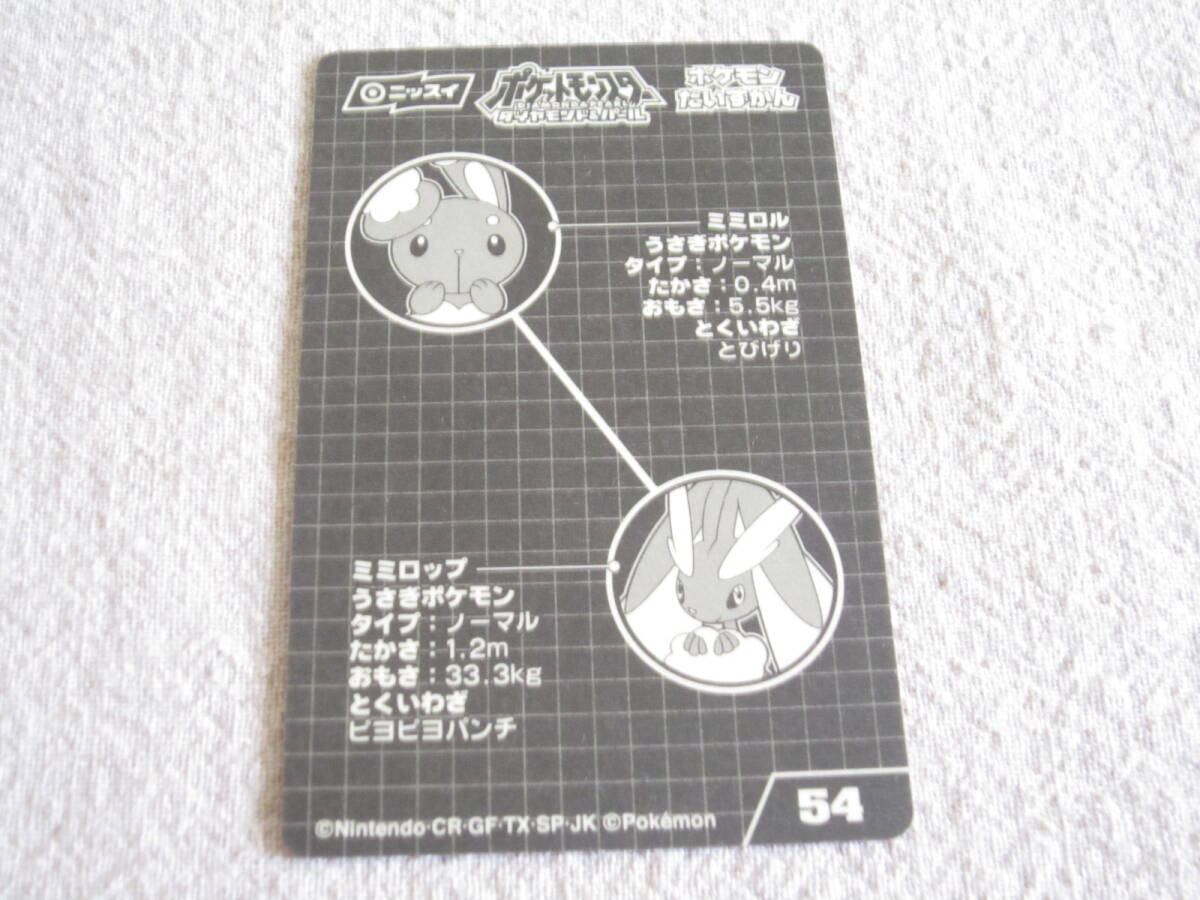 ニッスイ
ポケットモンスター
DIAMOND&PEARL
ダイヤモンド&パール
ポケモン
だいずかん
ミミロル
うさぎポケモン
タイプ：ノーマル
たかさ：0.4m
おもさ：5.5kg
とくいわざ
とびげり
ミミロップ
うさぎポケモン
タイプ：ノーマル
たかさ：1.2m
おもさ：33.3kg
とくいわざ
ピヨピヨパンチ
©Nintendo・CR・GF・TX・SP・JK ©Pokémon
54